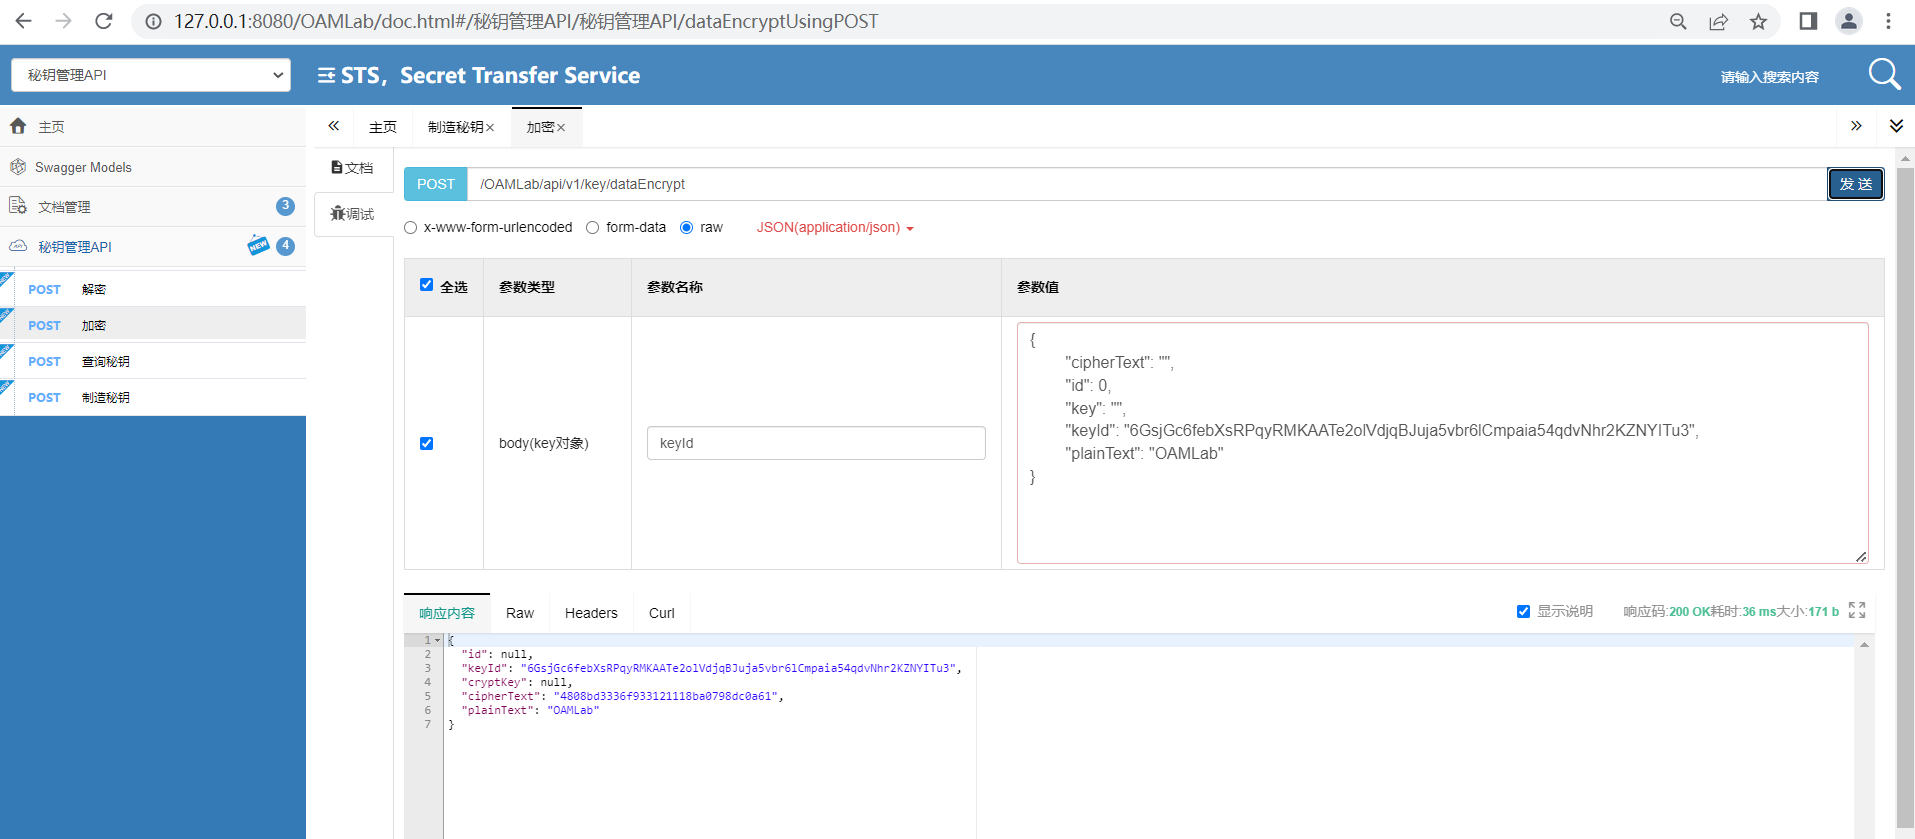 127.0.0.1:8080/OAMLab/doc.html#/秘钥管理API/秘钥管理API/dataEncryptUsingPOST
秘钥管理API
STS，Secret Transfer Service
请输入搜索内容
主页
Swagger Models
文档管理
3
秘钥管理API
NEW
4
NEW
POST 解密
NEW
POST 加密
NEW
POST 查询秘钥
NEW
POST 制造秘钥
主页
制造秘钥×
加密×
文档
调试
POST
/OAMLab/api/v1/key/dataEncrypt
发 送
x-www-form-urlencoded
form-data
raw
JSON(application/json)
全选
参数类型
参数名称
参数值
body(key对象)
keyId
{
"cipherText": "",
"id": 0,
"key": "",
"keyId": "6GsjGc6febXsRPqyRMKAATe2olVdjqBJuja5vbr6lCmpaia54qdvNhr2KZNYITu3",
"plainText": "OAMLab"
}
响应内容
Raw
Headers
Curl
显示说明
响应码:200 OK耗时:36 ms大小:171 b
1 {
2 "id": null,
3 "keyId": "6GsjGc6febXsRPqyRMKAATe2olVdjqBJuja5vbr6lCmpaia54qdvNhr2KZNYITu3",
4 "cryptKey": null,
5 "cipherText": "4808bd3336f933121118ba0798dc0a61",
6 "plainText": "OAMLab"
7 }